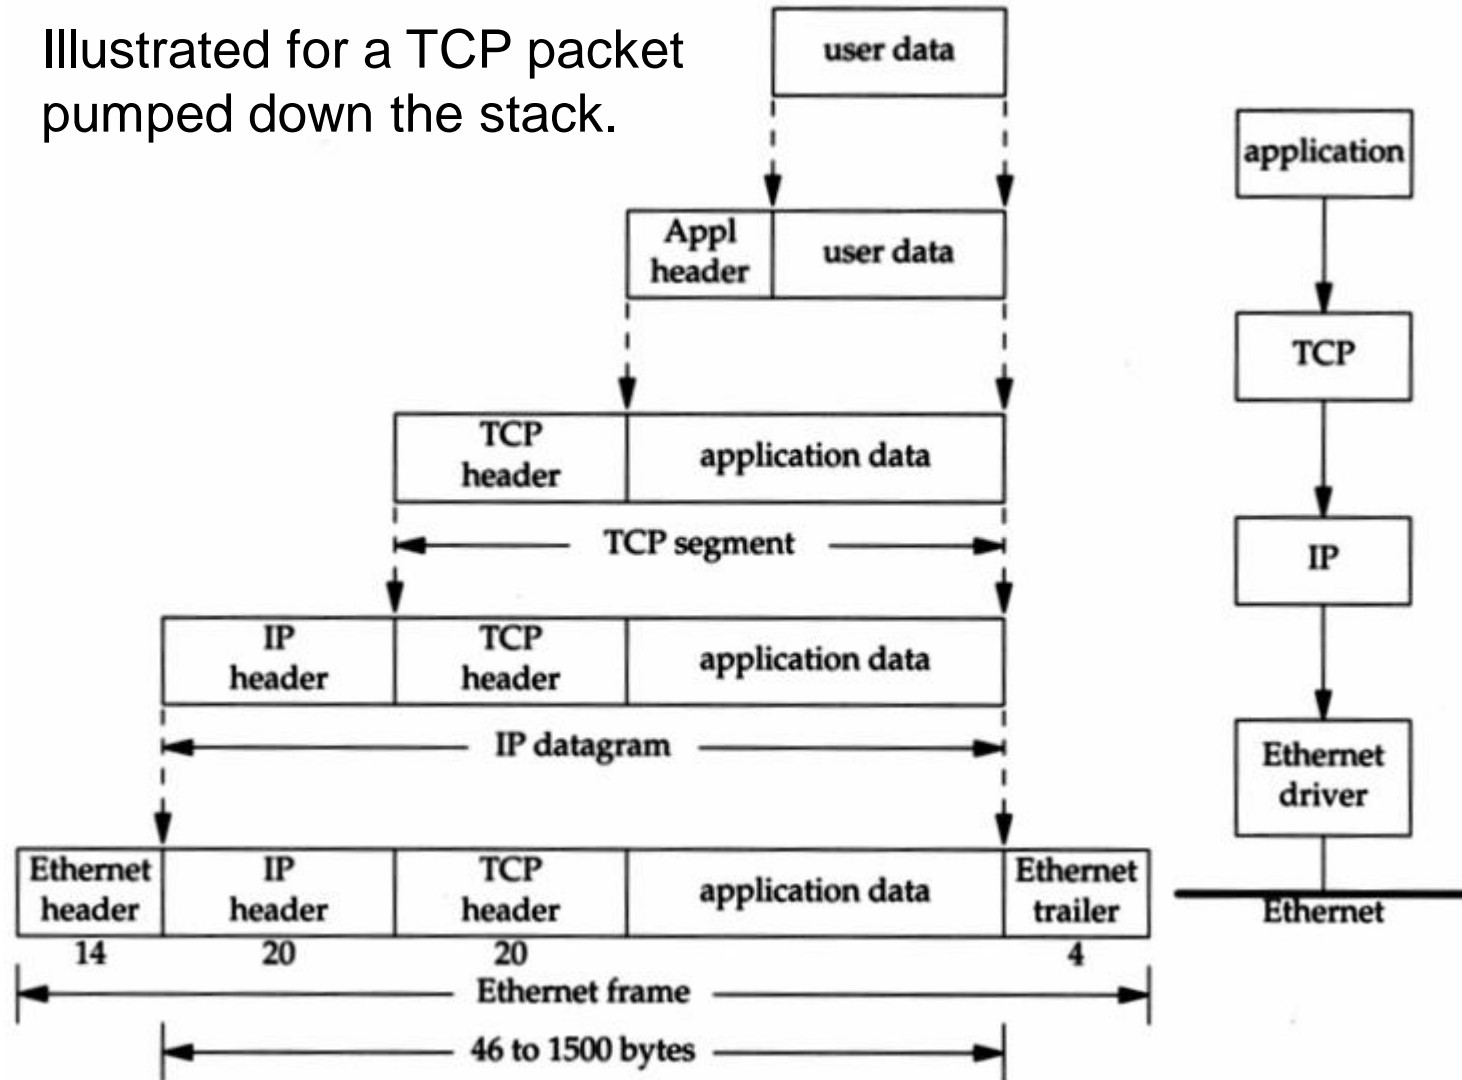 Illustrated for a TCP packet
pumped down the stack.
user data
Appl
header
user data
TCP
header
application data
TCP segment
IP
header
TCP
header
application data
IP datagram
Ethernet
header
IP
header
TCP
header
application data
Ethernet
trailer
14
20
20
4
Ethernet frame
46 to 1500 bytes
application
TCP
IP
Ethernet
driver
Ethernet